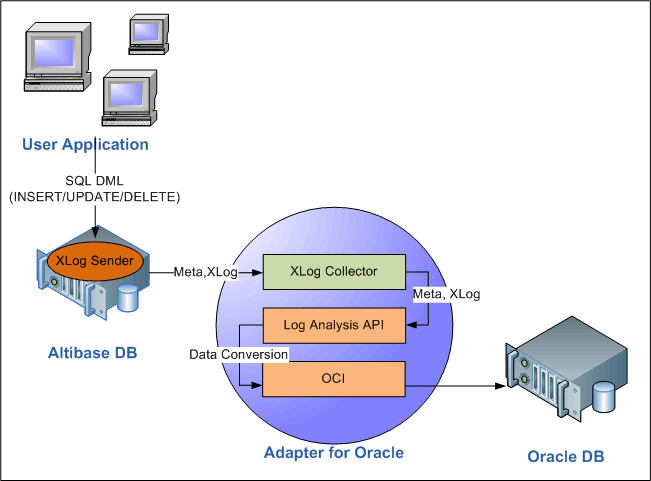 User Application
SQL DML
(INSERT/UPDATE/DELETE)
XLog Sender
Altibase DB
Meta,XLog
XLog Collector
Meta, XLog
Log Analysis API
Data Conversion
OCI
Adapter for Oracle
Oracle DB